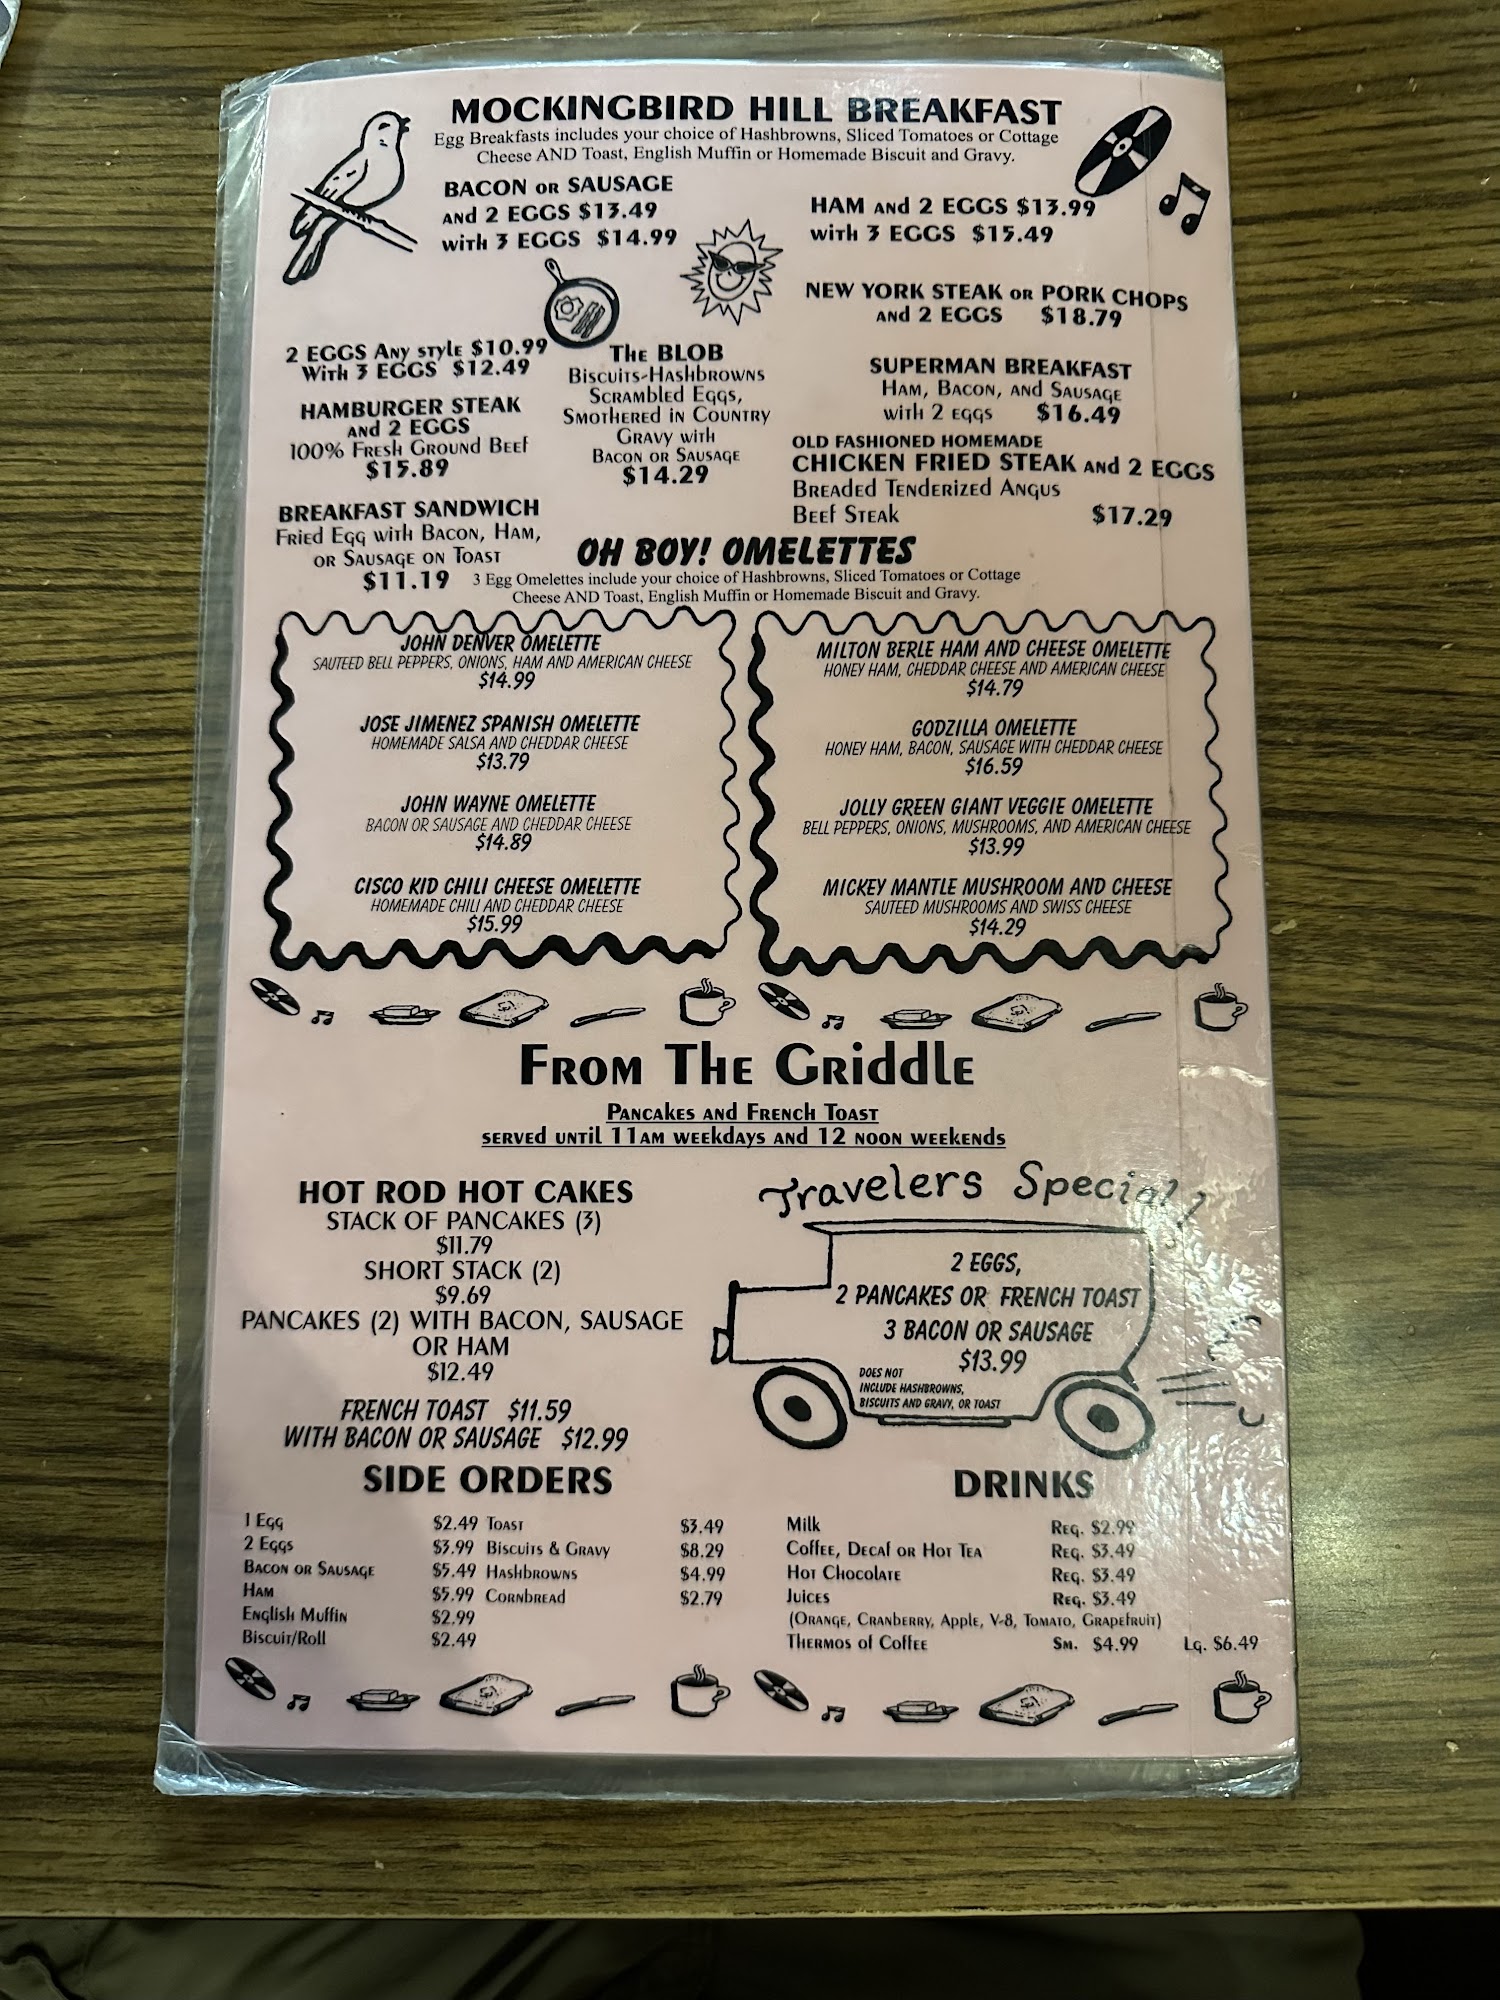 MOCKINGBIRD HILL BREAKFAST
Egg Breakfasts includes your choice of Hashbrowns, Sliced Tomatoes or Cottage
Cheese AND Toast, English Muffin or Homemade Biscuit and Gravy.
BACON OR SAUSAGE
AND 2 EGGS $13.49
WITH 3 EGGS $14.99
HAM AND 2 EGGS $13.99
WITH 3 EGGS $15.49
NEW YORK STEAK OR PORK CHOPS
AND 2 EGGS $18.79
2 EGGS ANY STYLE $10.99
WITH 3 EGGS $12.49
HAMBURGER STEAK
AND 2 EGGS
100% FRESH GROUND BEEF
$15.89
BREAKFAST SANDWICH
FRIED EGG WITH BACON, HAM,
OR SAUSAGE ON TOAST
$11.19
THE BLOB
BISCUITS-HASHBROWNS
SCRAMBLED EGGS,
SMOTHERED IN COUNTRY
GRAVY WITH
BACON OR SAUSAGE
$14.29
SUPERMAN BREAKFAST
HAM, BACON, AND SAUSAGE
WITH 2 EGGS $16.49
OLD FASHIONED HOMEMADE
CHICKEN FRIED STEAK AND 2 EGGS
BREADED TENDERIZED ANGUS
BEEF STEAK $17.29
OH BOY! OMELETTES
3 Egg Omelettes include your choice of Hashbrowns, Sliced Tomatoes or Cottage
Cheese AND Toast, English Muffin or Homemade Biscuit and Gravy.
JOHN DENVER OMELETTE
SAUTEED BELL PEPPERS, ONIONS, HAM AND AMERICAN CHEESE
$14.99
JOSE JIMENEZ SPANISH OMELETTE
HOMEMADE SALSA AND CHEDDAR CHEESE
$13.79
JOHN WAYNE OMELETTE
BACON OR SAUSAGE AND CHEDDAR CHEESE
$14.89
CISCO KID CHILI CHEESE OMELETTE
HOMEMADE CHILI AND CHEDDAR CHEESE
$15.99
MILTON BERLE HAM AND CHEESE OMELETTE
HONEY HAM, CHEDDAR CHEESE AND AMERICAN CHEESE
$14.79
GODZILLA OMELETTE
HONEY HAM, BACON, SAUSAGE WITH CHEDDAR CHEESE
$16.59
JOLLY GREEN GIANT VEGGIE OMELETTE
BELL PEPPERS, ONIONS, MUSHROOMS, AND AMERICAN CHEESE
$13.99
MICKEY MANTLE MUSHROOM AND CHEESE
SAUTEED MUSHROOMS AND SWISS CHEESE
$14.29
FROM THE GRIDDLE
PANCAKES AND FRENCH TOAST
SERVED UNTIL 11AM WEEKDAYS AND 12 NOON WEEKENDS
HOT ROD HOT CAKES
STACK OF PANCAKES (3)
$11.79
SHORT STACK (2)
$9.69
PANCAKES (2) WITH BACON, SAUSAGE
OR HAM
$12.49
FRENCH TOAST $11.59
WITH BACON OR SAUSAGE $12.99
Travelers Special!
2 EGGS,
2 PANCAKES OR FRENCH TOAST
3 BACON OR SAUSAGE
$13.99
DOES NOT
INCLUDE HASHBROWNS,
BISCUITS AND GRAVY, OR TOAST
SIDE ORDERS
1 EGG $2.49
2 EGGS $3.99
BACON OR SAUSAGE $5.49
HAM $5.99
ENGLISH MUFFIN $2.99
BISCUIT/ROLL $2.49
TOAST $3.49
BISCUITS & GRAVY $8.29
HASHBROWNS $4.99
CORNBREAD $2.79
DRINKS
MILK REG. $2.99
COFFEE, DECAF OR HOT TEA REG. $3.49
HOT CHOCOLATE REG. $3.49
JUICES REG. $3.49
(ORANGE, CRANBERRY, APPLE, V-8, TOMATO, GRAPEFRUIT)
THERMOS OF COFFEE SM. $4.99 LG. $6.49